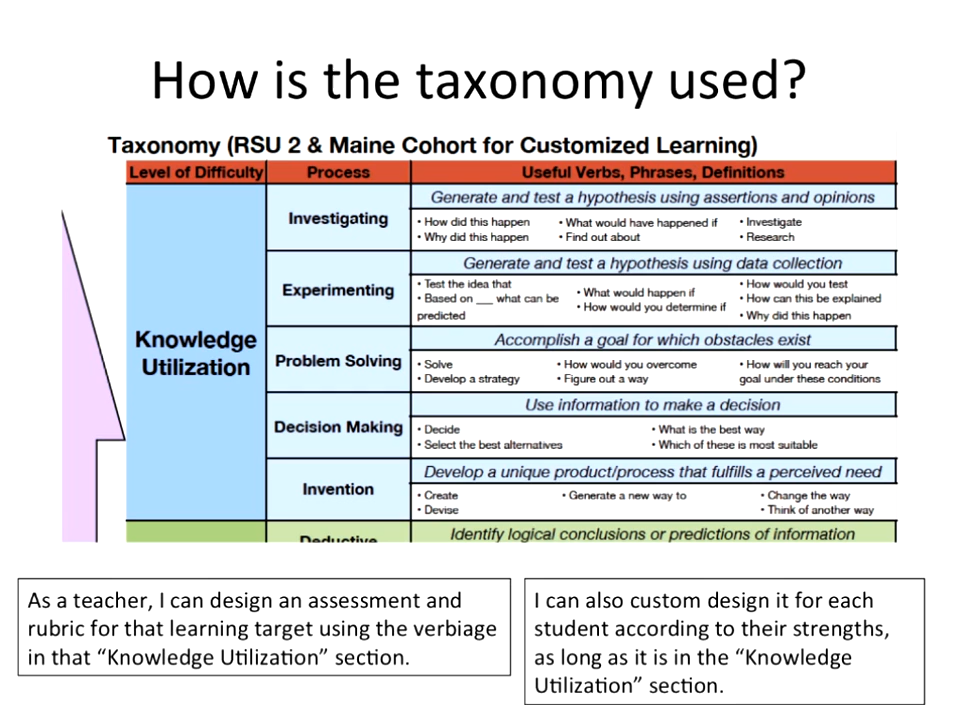 How is the taxonomy used?
Taxonomy (RSU 2 & Maine Cohort for Customized Learning)
Level of Difficulty Process Useful Verbs, Phrases, Definitions
Knowledge
Utilization
Investigating
Generate and test a hypothesis using assertions and opinions
• How did this happen • What would have happened if • Investigate
• Why did this happen • Find out about • Research
Experimenting
Generate and test a hypothesis using data collection
• Test the idea that
• Based on ___ what can be
predicted
• What would happen if
• How would you determine if
• How would you test
• How can this be explained
• Why did this happen
Problem Solving
Accomplish a goal for which obstacles exist
• Solve • How would you overcome • How will you reach your
• Develop a strategy • Figure out a way goal under these conditions
Decision Making
Use information to make a decision
• Decide • What is the best way
• Select the best alternatives • Which of these is most suitable
Invention
Develop a unique product/process that fulfills a perceived need
• Create • Generate a new way to • Change the way
• Devise • Think of another way
Deductive
Identify logical conclusions or predictions of information
As a teacher, I can design an assessment and
rubric for that learning target using the verbiage
in that “Knowledge Utilization” section.
I can also custom design it for each
student according to their strengths,
as long as it is in the “Knowledge
Utilization” section.